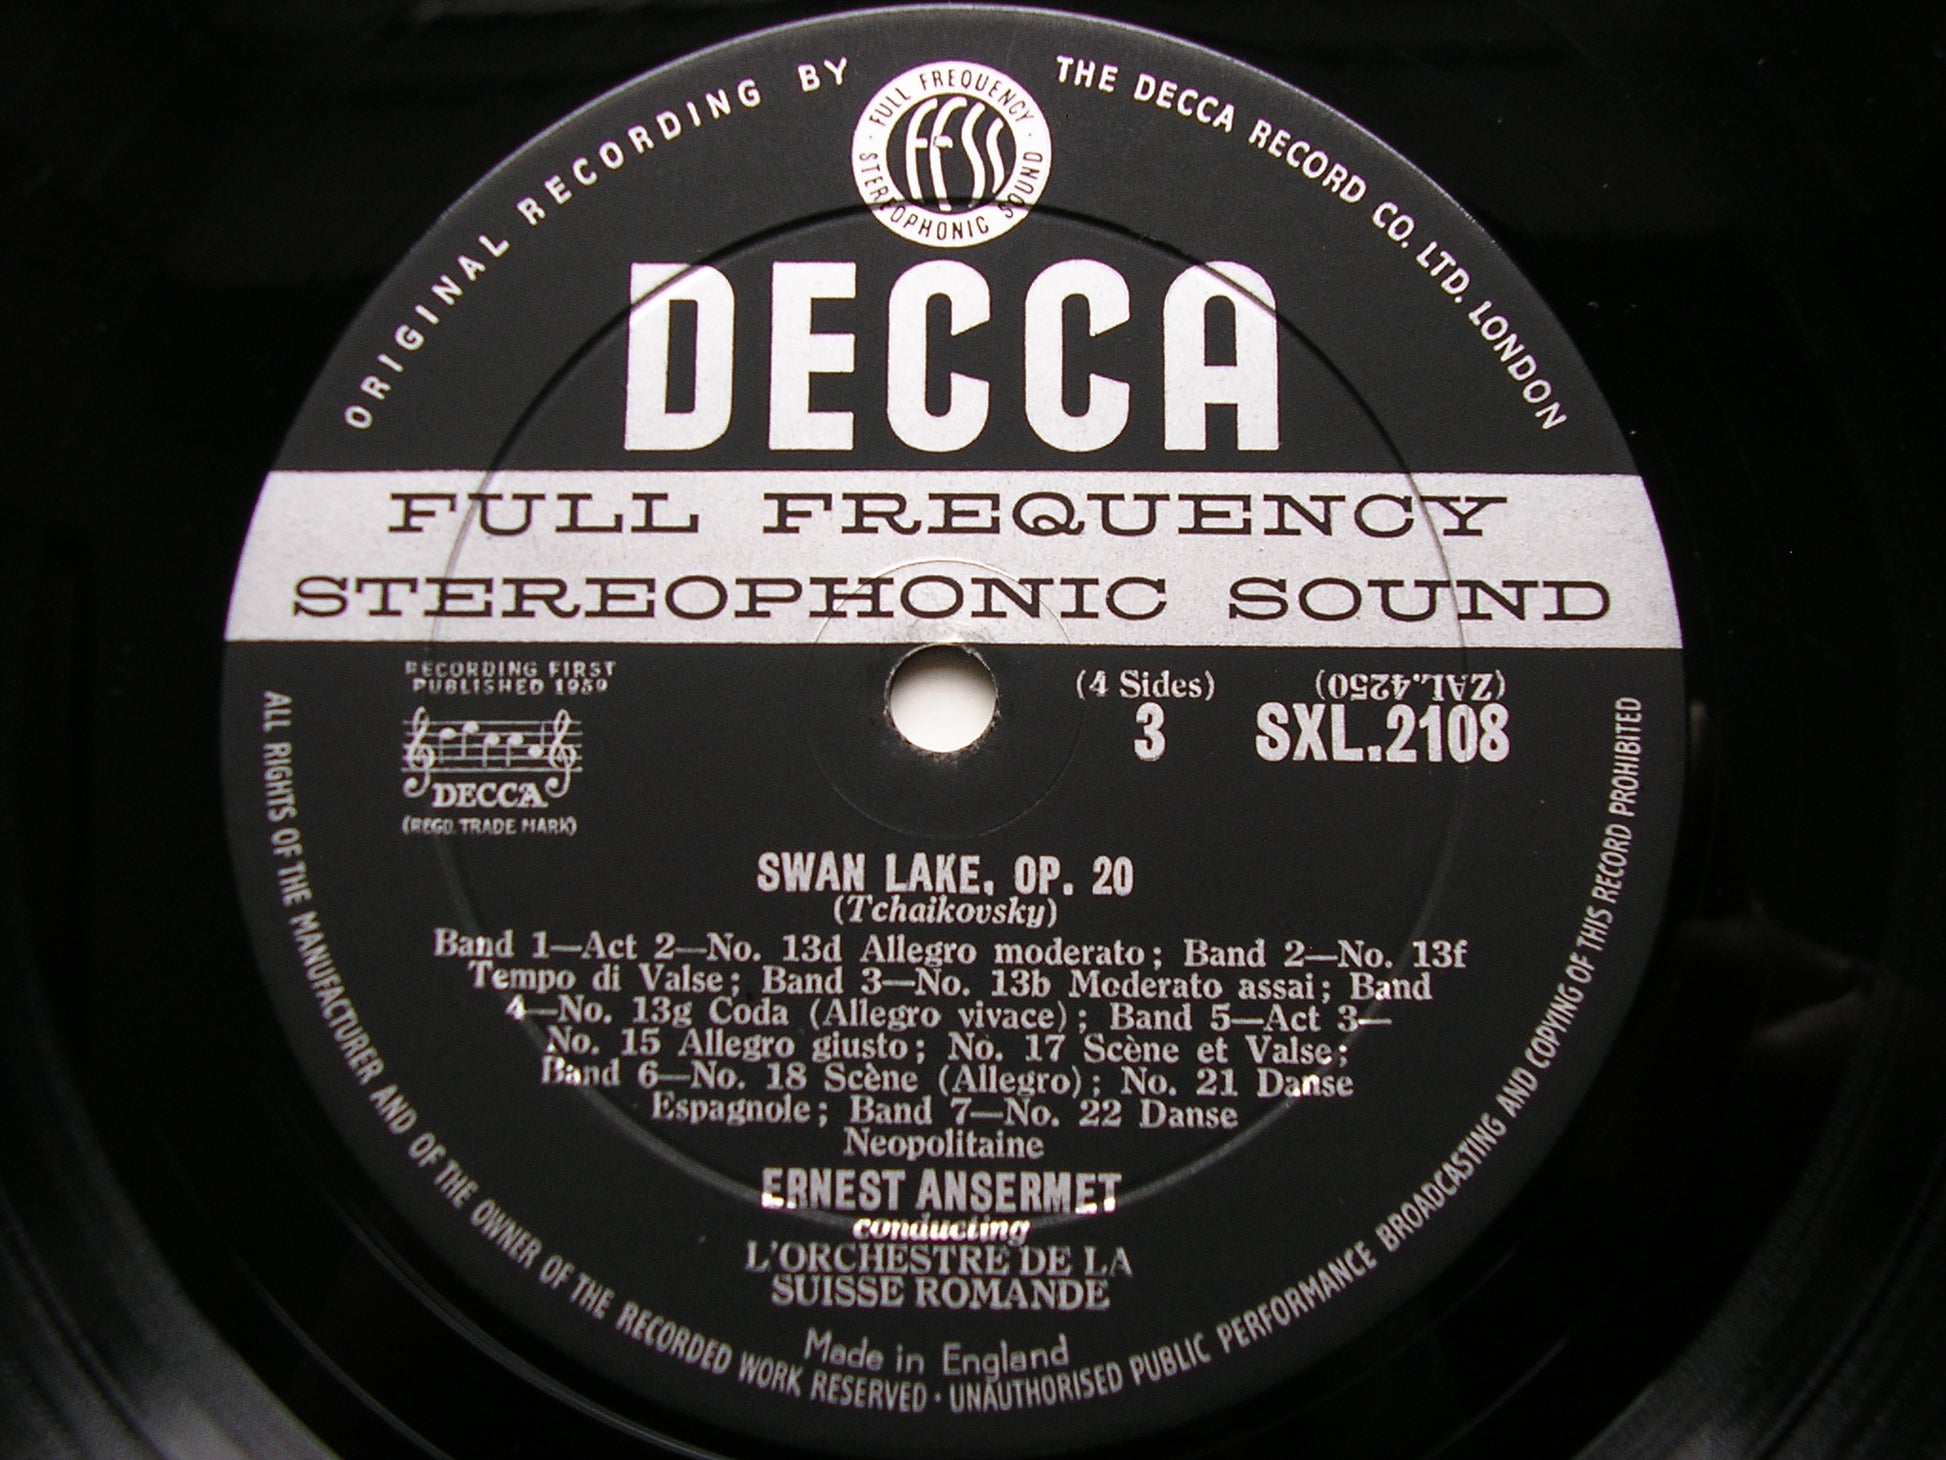 ORIGINAL RECORDING BY THE DECCA RECORD CO. LTD. LONDON
FULL FREQUENCY STEREOPHONIC SOUND
FFSS
DECCA
FULL FREQUENCY
STEREOPHONIC SOUND
RECORDING FIRST
PUBLISHED 1959
DECCA
(REGD. TRADE MARK)
(4 Sides)
3
(ZAL.4250)
SXL.2108
SWAN LAKE, OP. 20
(Tchaikovsky)
Band 1—Act 2—No. 13d Allegro moderato; Band 2—No. 13f
Tempo di Valse; Band 3—No. 13b Moderato assai; Band
4—No. 13g Coda (Allegro vivace); Band 5—Act 3—
No. 15 Allegro giusto; No. 17 Scène et Valse;
Band 6—No. 18 Scène (Allegro); No. 21 Danse
Espagnole; Band 7—No. 22 Danse
Neopolitaine
ERNEST ANSERMET
conducting
L'ORCHESTRE DE LA
SUISSE ROMANDE
Made in England
ALL RIGHTS OF THE MANUFACTURER AND OF THE OWNER OF THE RECORDED WORK RESERVED · UNAUTHORISED PUBLIC PERFORMANCE BROADCASTING AND COPYING OF THIS RECORD PROHIBITED